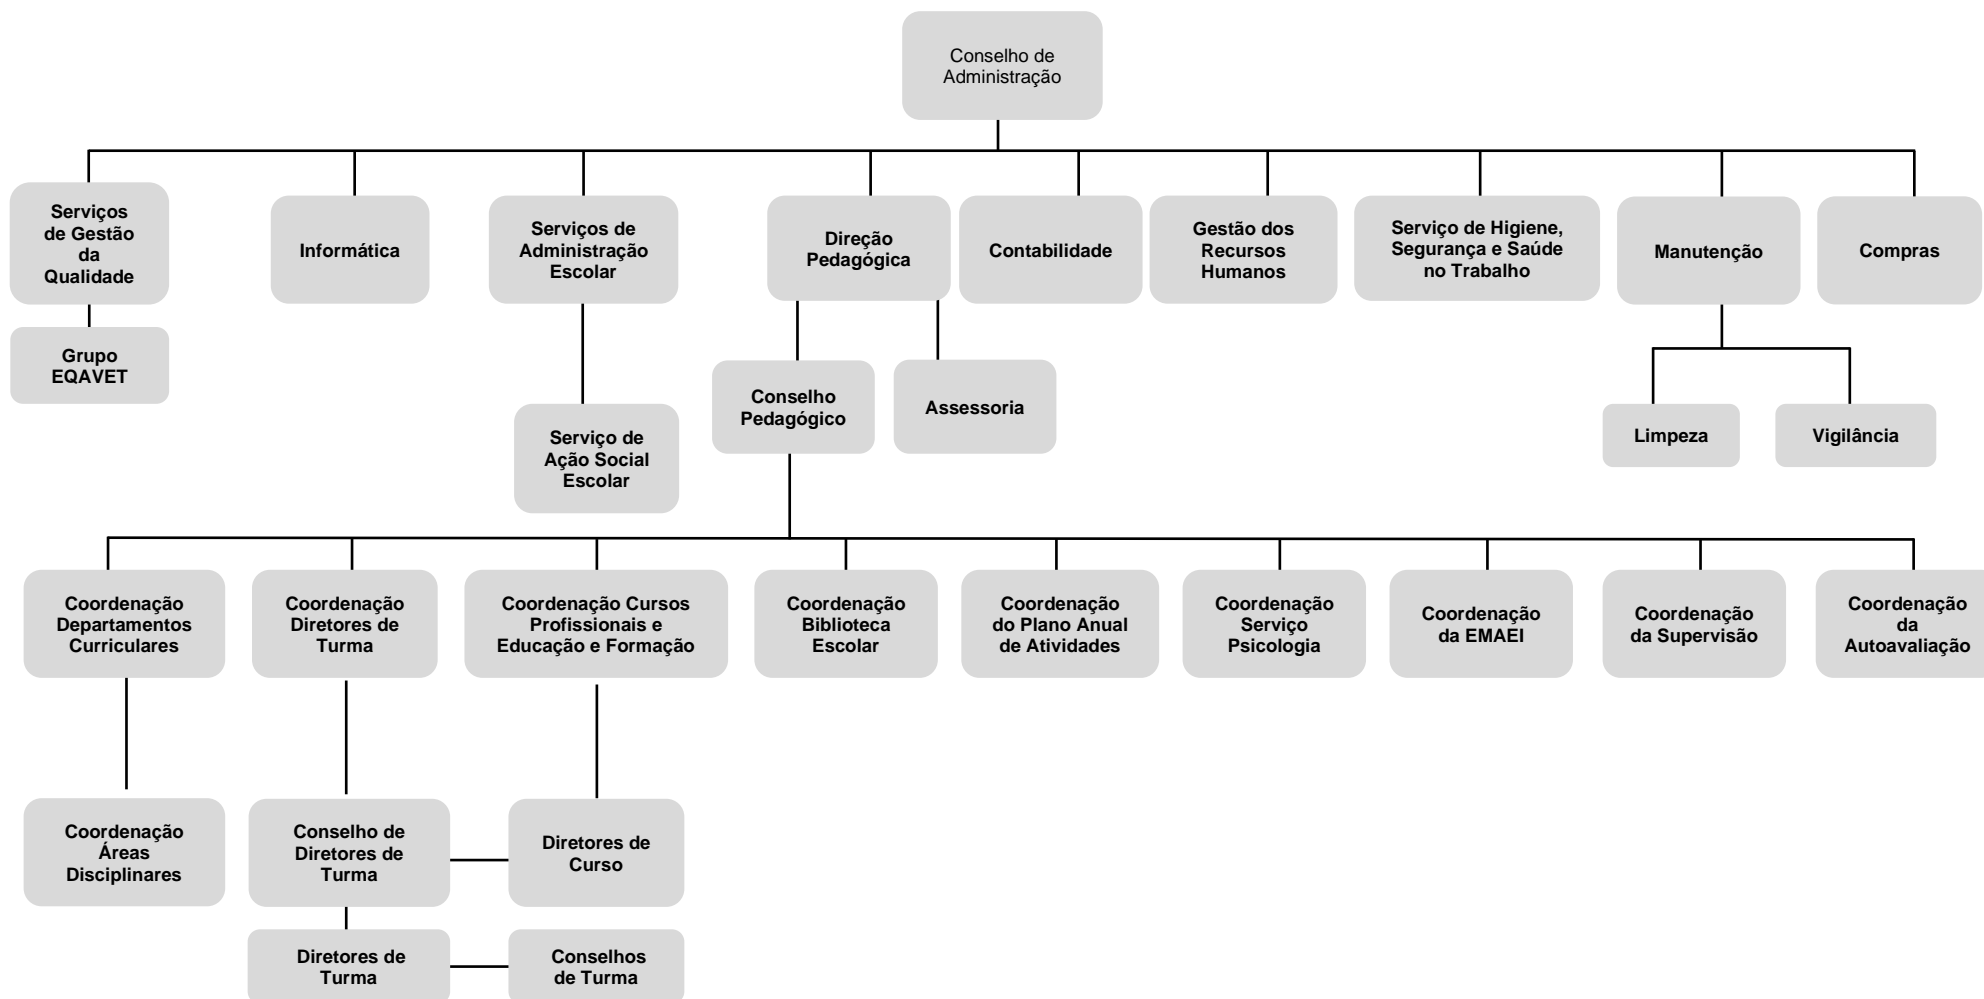 Conselho de
Administração
Serviços
de Gestão
da
Qualidade
Informática
Serviços de
Administração
Escolar
Direção
Pedagógica
Contabilidade
Gestão dos
Recursos
Humanos
Serviço de Higiene,
Segurança e Saúde
no Trabalho
Manutenção
Compras
Grupo
EQAVET
Conselho
Pedagógico
Assessoria
Serviço de
Ação Social
Escolar
Limpeza
Vigilância
Coordenação
Departamentos
Curriculares
Coordenação
Diretores de
Turma
Coordenação Cursos
Profissionais e
Educação e Formação
Coordenação
Biblioteca
Escolar
Coordenação
do Plano Anual
de Atividades
Coordenação
Serviço
Psicologia
Coordenação
da EMAEI
Coordenação
da Supervisão
Coordenação
da
Autoavaliação
Coordenação
Áreas
Disciplinares
Conselho de
Diretores de
Turma
Diretores de
Curso
Diretores de
Turma
Conselhos
de Turma